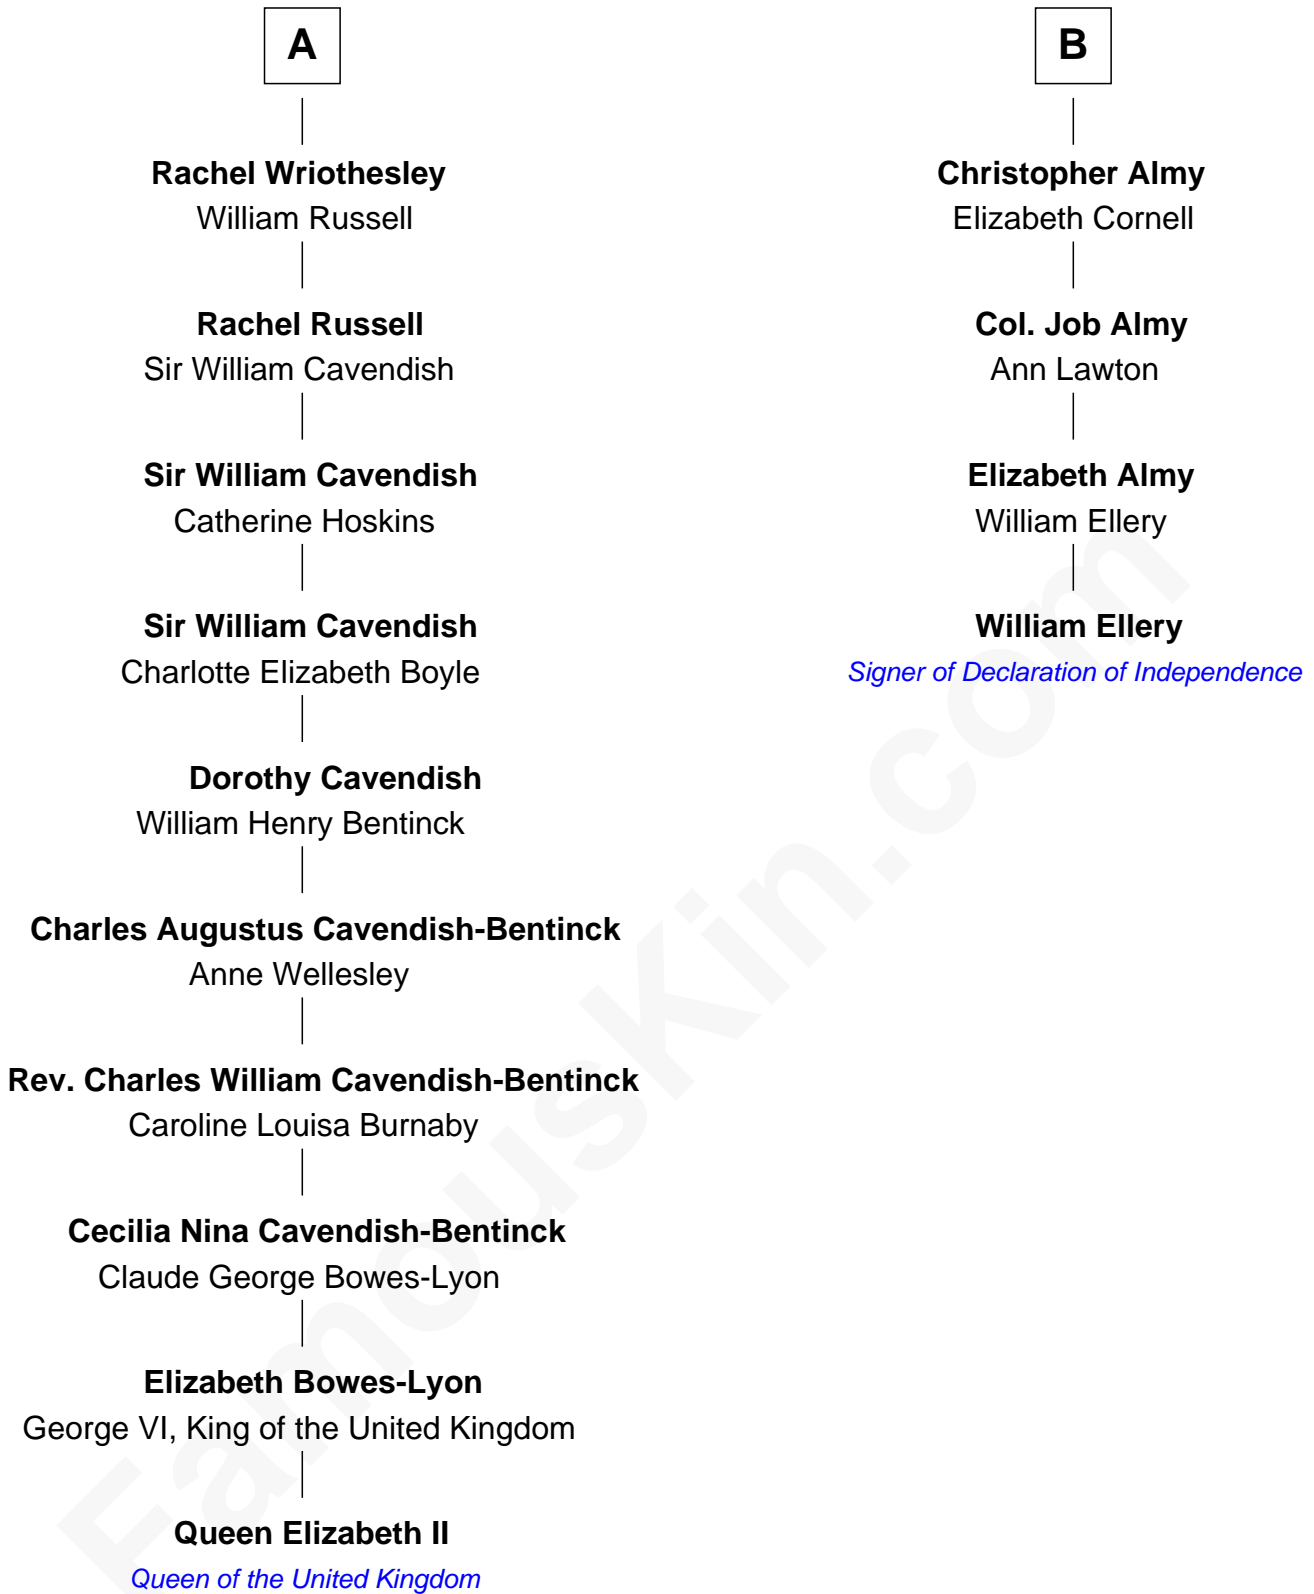 A
Rachel Wriothesley
William Russell
Rachel Russell
Sir William Cavendish
Sir William Cavendish
Catherine Hoskins
Sir William Cavendish
Charlotte Elizabeth Boyle
Dorothy Cavendish
William Henry Bentinck
Charles Augustus Cavendish-Bentinck
Anne Wellesley
Rev. Charles William Cavendish-Bentinck
Caroline Louisa Burnaby
Cecilia Nina Cavendish-Bentinck
Claude George Bowes-Lyon
Elizabeth Bowes-Lyon
George VI, King of the United Kingdom
Queen Elizabeth II
Queen of the United Kingdom
B
Christopher Almy
Elizabeth Cornell
Col. Job Almy
Ann Lawton
Elizabeth Almy
William Ellery
William Ellery
Signer of Declaration of Independence
FamousKin.com